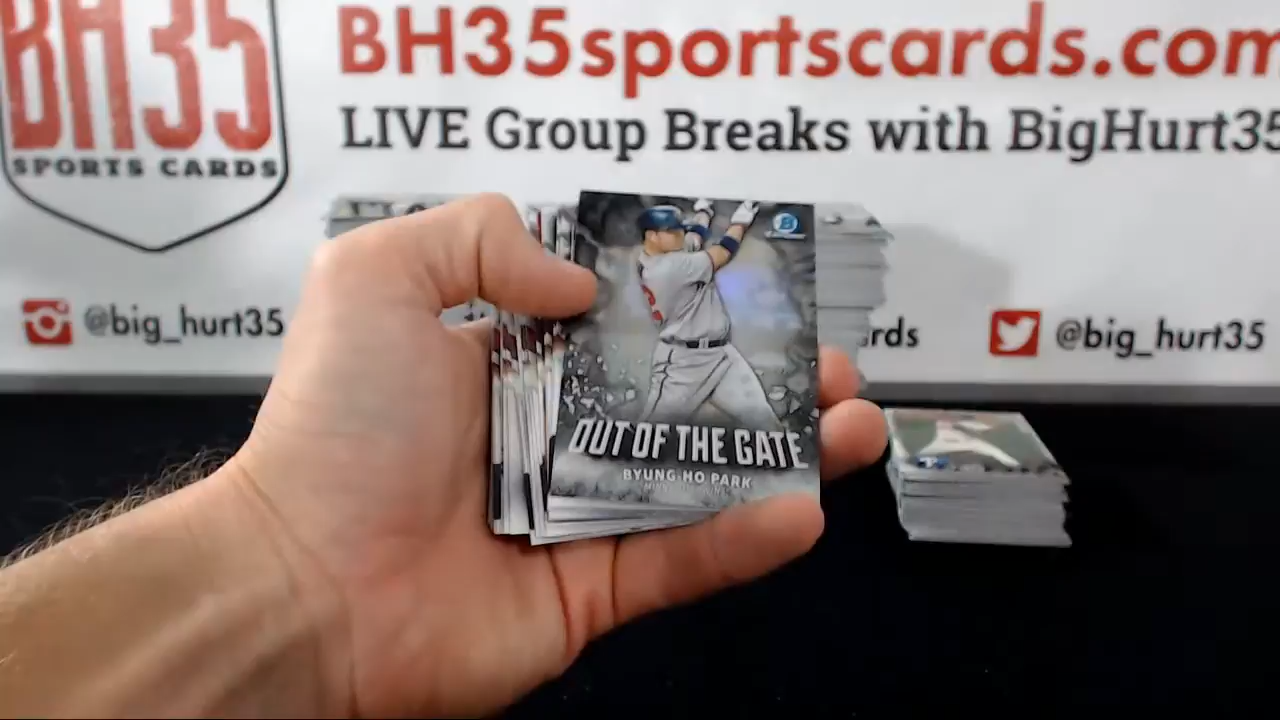 BH35
SPORTS CARDS
BH35sportscards.com
LIVE Group Breaks with BigHurt35
@big_hurt35
rds
@big_hurt35
B
OUT OF THE GATE
BYUNG HO PARK